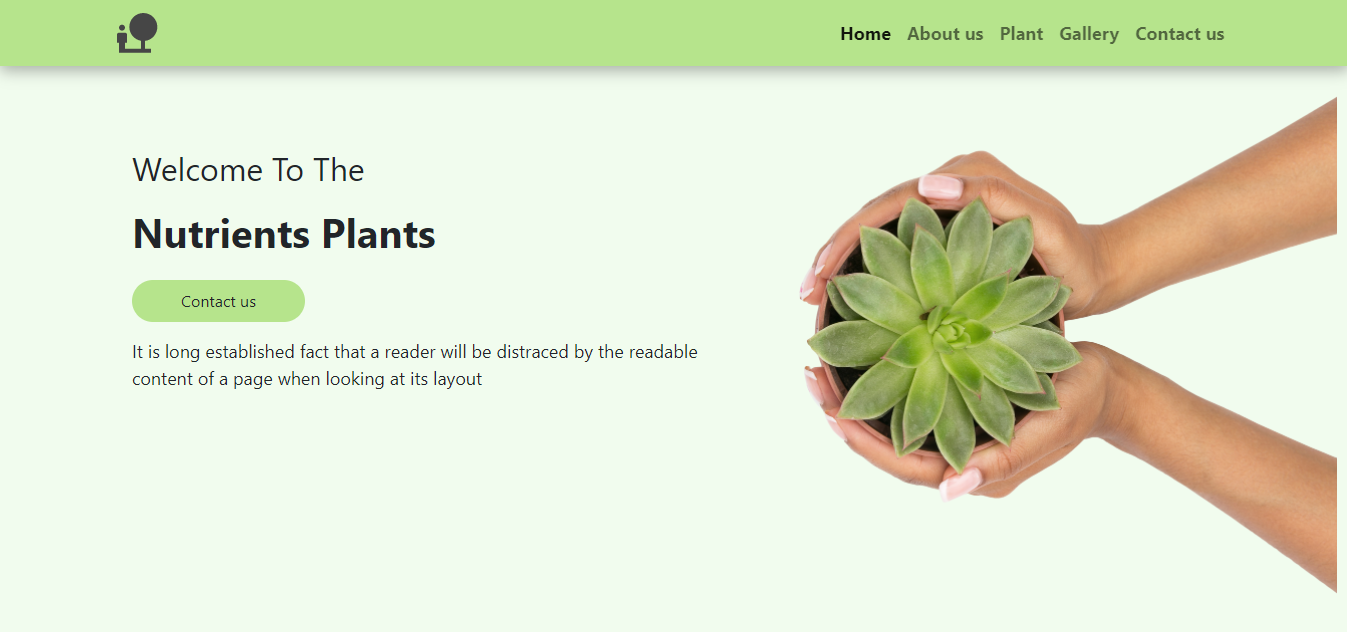 Home About us Plant Gallery Contact us
Welcome To The
Nutrients Plants
Contact us
It is long established fact that a reader will be distraced by the readable
content of a page when looking at its layout